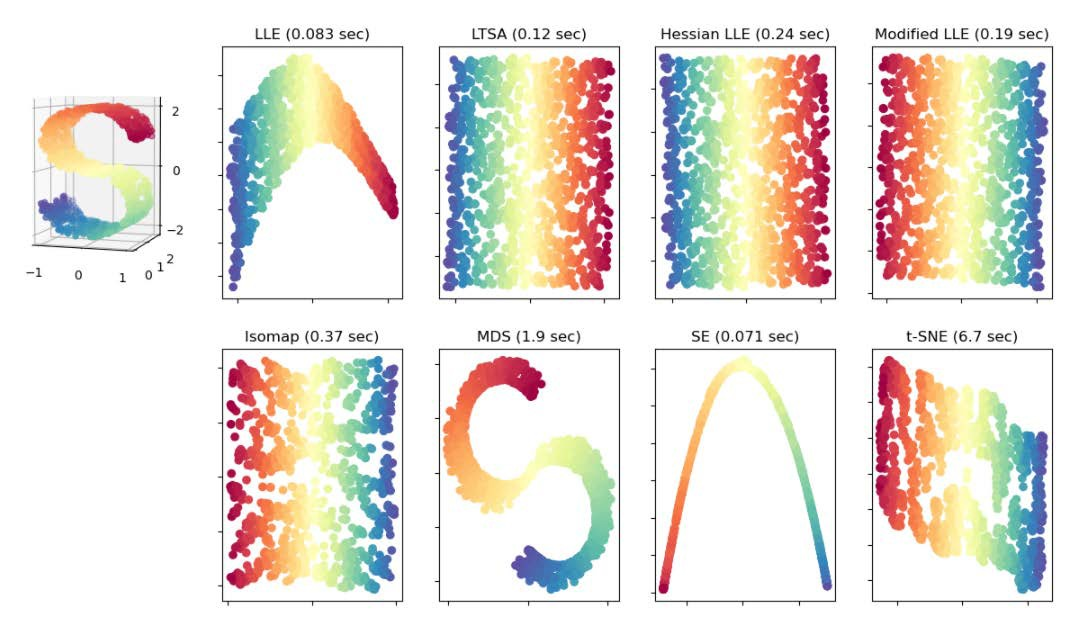 LLE (0.083 sec)
LTSA (0.12 sec)
Hessian LLE (0.24 sec)
Modified LLE (0.19 sec)
2
0
−2
−1
0
1
0
1
2
Isomap (0.37 sec)
MDS (1.9 sec)
SE (0.071 sec)
t-SNE (6.7 sec)